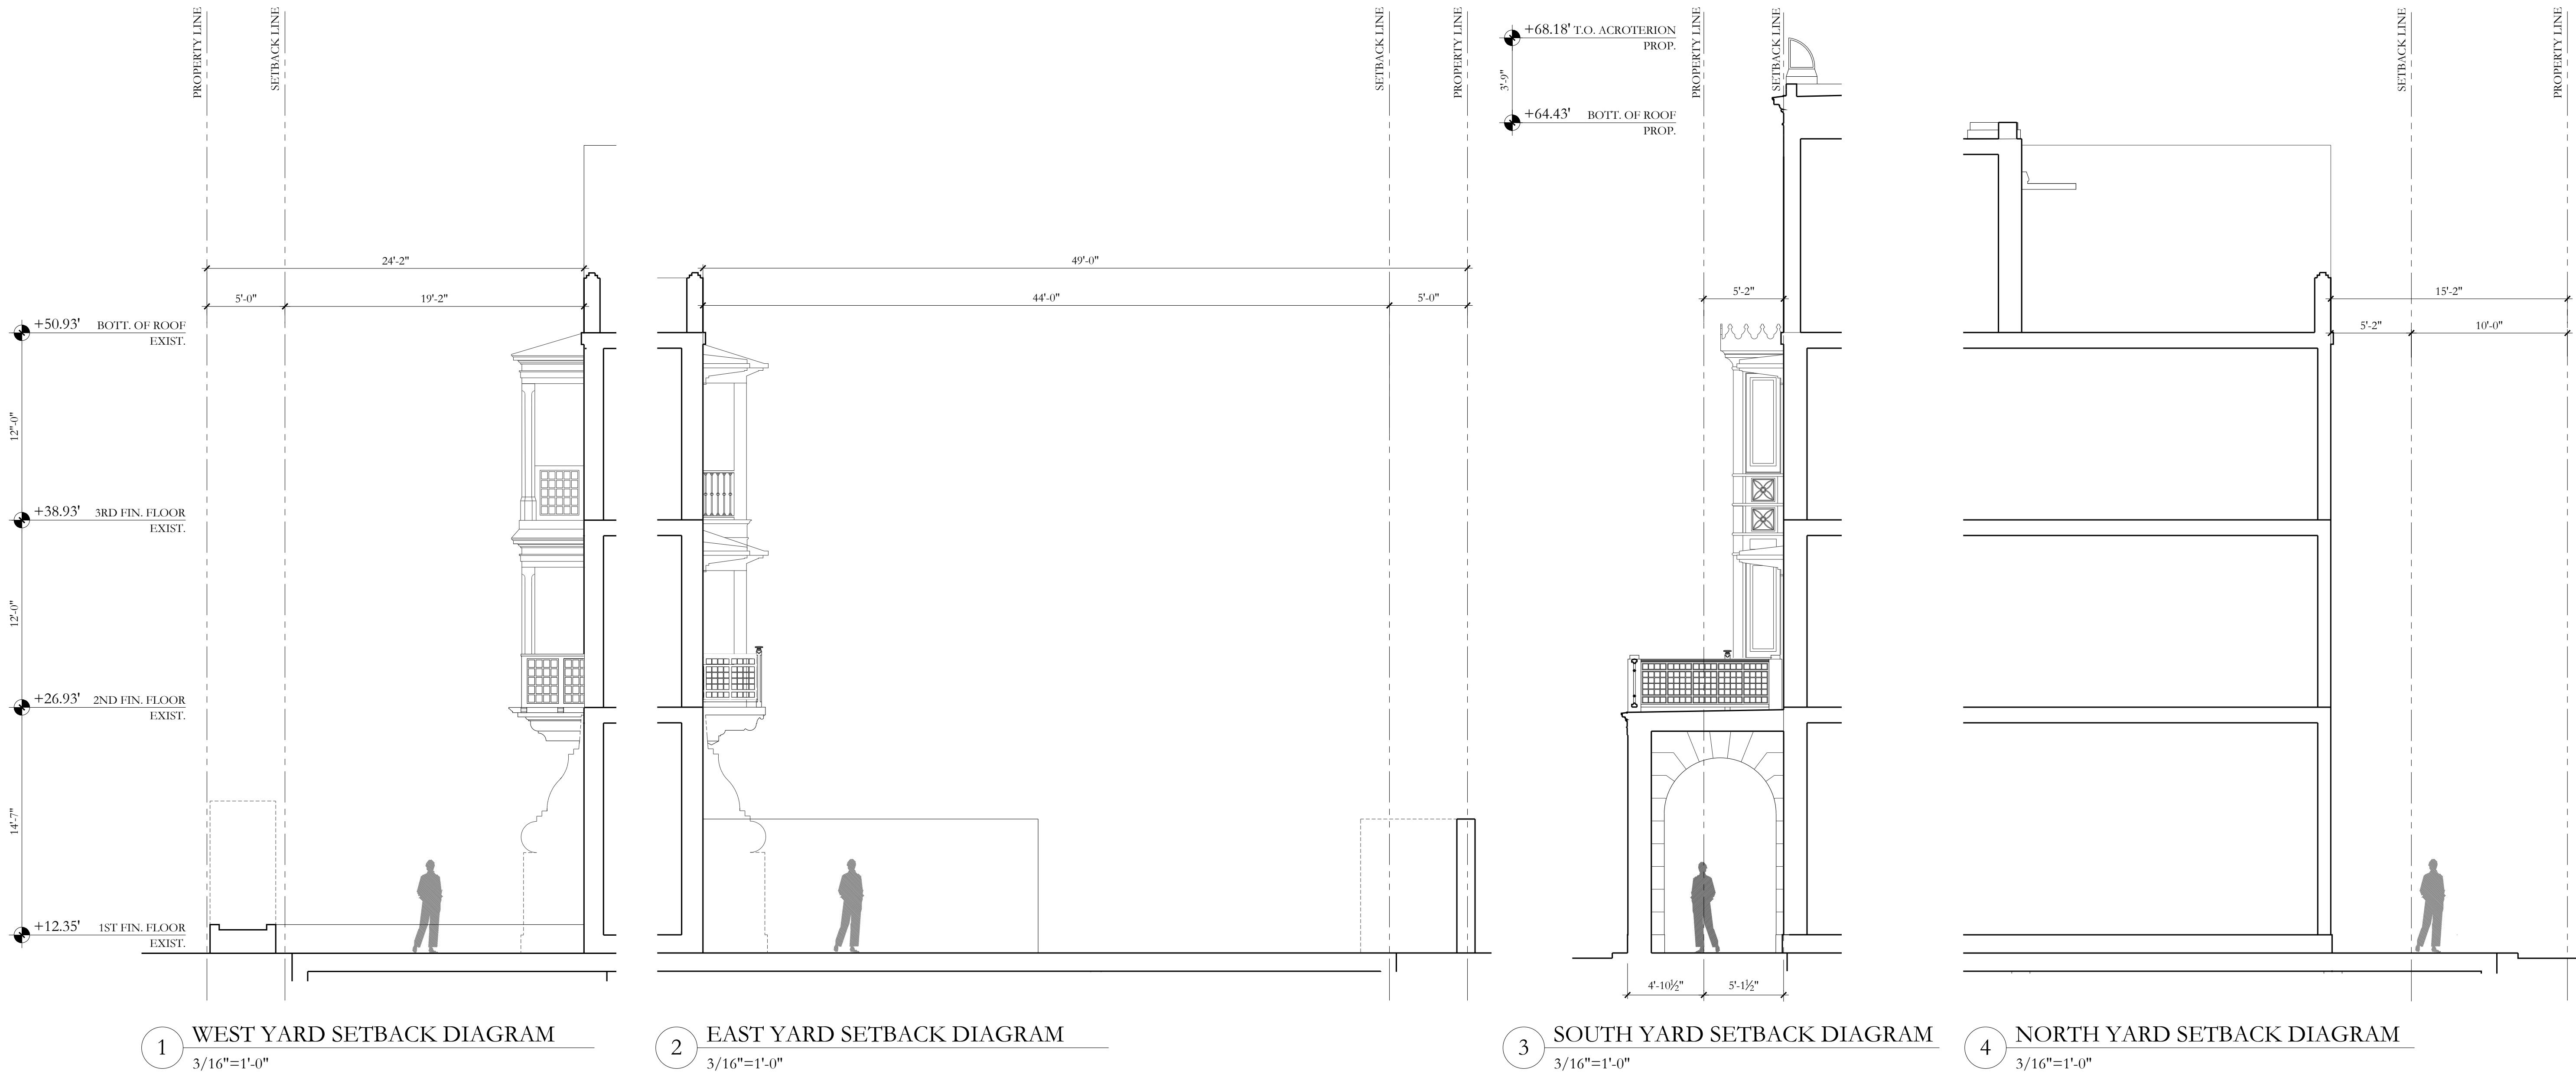 PROPERTY LINE
SETBACK LINE
SETBACK LINE
PROPERTY LINE
+68.18' T.O. ACROTERION
PROP.
3'-9"
+64.43' BOTT. OF ROOF
PROP.
PROPERTY LINE
SETBACK LINE
SETBACK LINE
PROPERTY LINE
24'-2"
5'-0"
19'-2"
49'-0"
44'-0"
5'-0"
5'-2"
15'-2"
5'-2"
10'-0"
+50.93' BOTT. OF ROOF
EXIST.
12"-0"
+38.93' 3RD FIN. FLOOR
EXIST.
12'-0"
+26.93' 2ND FIN. FLOOR
EXIST.
14'-7"
+12.35' 1ST FIN. FLOOR
EXIST.
4'-10½"
5'-1½"
1 WEST YARD SETBACK DIAGRAM
3/16"=1'-0"
2 EAST YARD SETBACK DIAGRAM
3/16"=1'-0"
3 SOUTH YARD SETBACK DIAGRAM
3/16"=1'-0"
4 NORTH YARD SETBACK DIAGRAM
3/16"=1'-0"